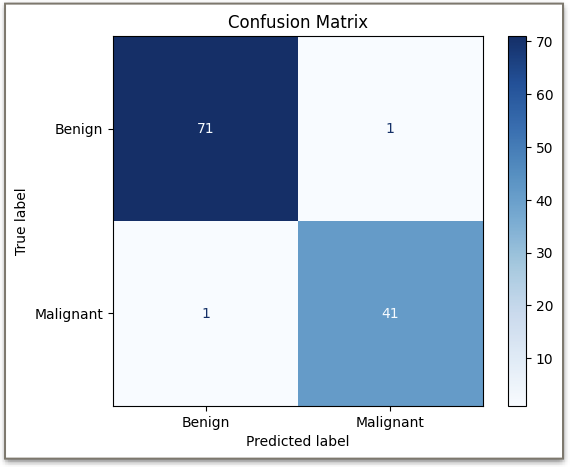 Confusion Matrix
True label
Benign
Malignant
71
1
1
41
Benign
Malignant
Predicted label
70
60
50
40
30
20
10